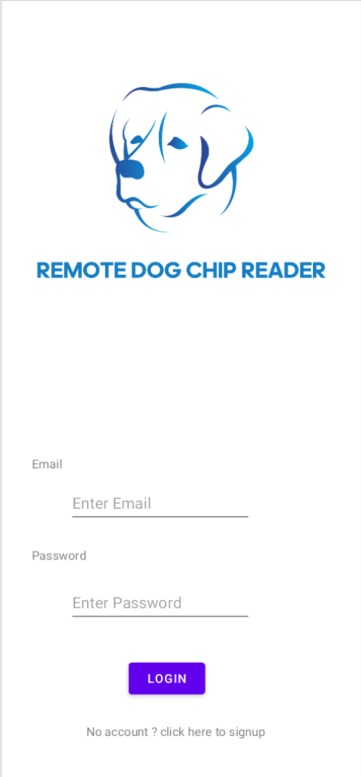 REMOTE DOG CHIP READER
Email
Enter Email
Password
Enter Password
LOGIN
No account ? click here to signup